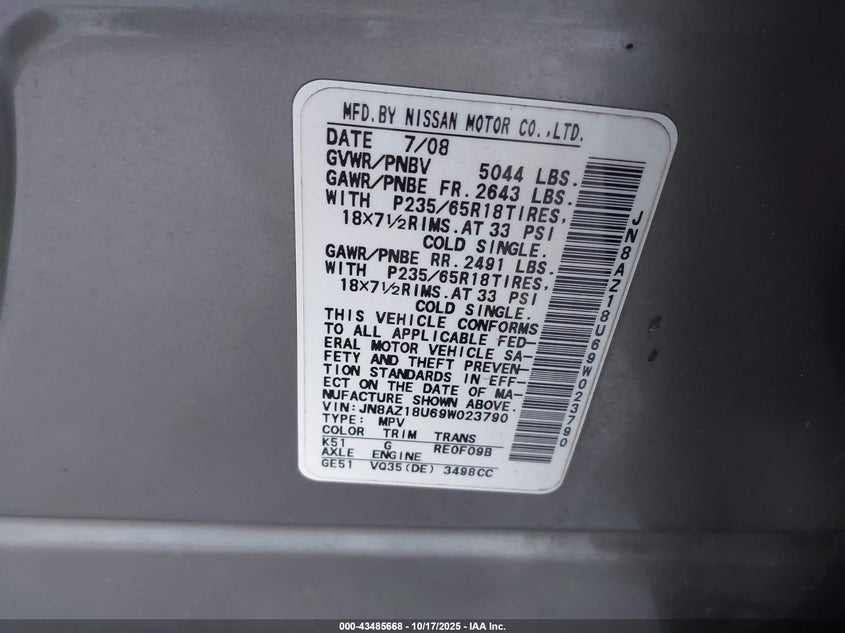 MFD.BY NISSAN MOTOR CO.,LTD.
DATE 7/08
GVWR/PNBV 5044 LBS.
GAWR/PNBE FR. 2643 LBS.
WITH P235/65R18TIRES,
18X7½RIMS.AT 33 PSI
COLD SINGLE.
GAWR/PNBE RR. 2491 LBS.
WITH P235/65R18TIRES,
18X7½RIMS.AT 33 PSI
COLD SINGLE.
THIS VEHICLE CONFORMS
TO ALL APPLICABLE FED-
ERAL MOTOR VEHICLE SA-
FETY AND THEFT PREVEN-
TION STANDARDS IN EFF-
ECT ON THE DATE OF MA-
NUFACTURE SHOWN ABOVE.
VIN: JN8AZ18U69W023790
TYPE: MPV
COLOR TRIM TRANS
K51 G RE0F09B
AXLE ENGINE
GE51 VQ35(DE) 3498CC
JN8AZ18U69W023790
000-43485668 - 10/17/2025 - IAA Inc.